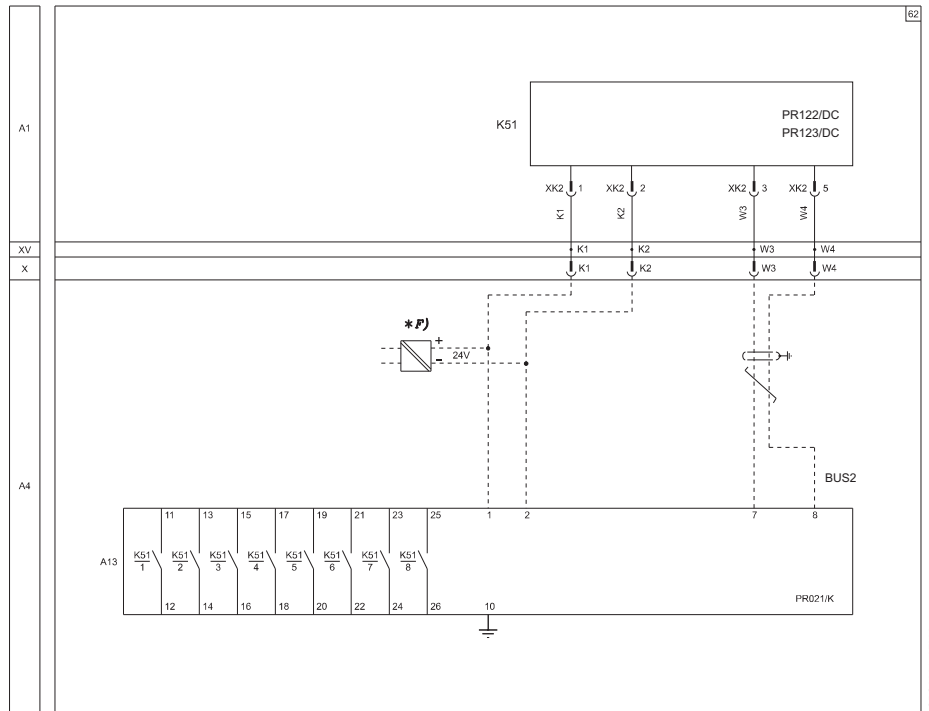 62
A1
K51
PR122/DC
PR123/DC
XK2 1 XK2 2 XK2 3 XK2 5
K1 K2 W3 W4
XV K1 K2 W3 W4
X K1 K2 W3 W4
*F)
+
24V
-
A4
BUS2
11 13 15 17 19 21 23 25 1 2 7 8
A13
K51 K51 K51 K51 K51 K51 K51 K51
1 2 3 4 5 6 7 8
PR021/K
12 14 16 18 20 22 24 26 10